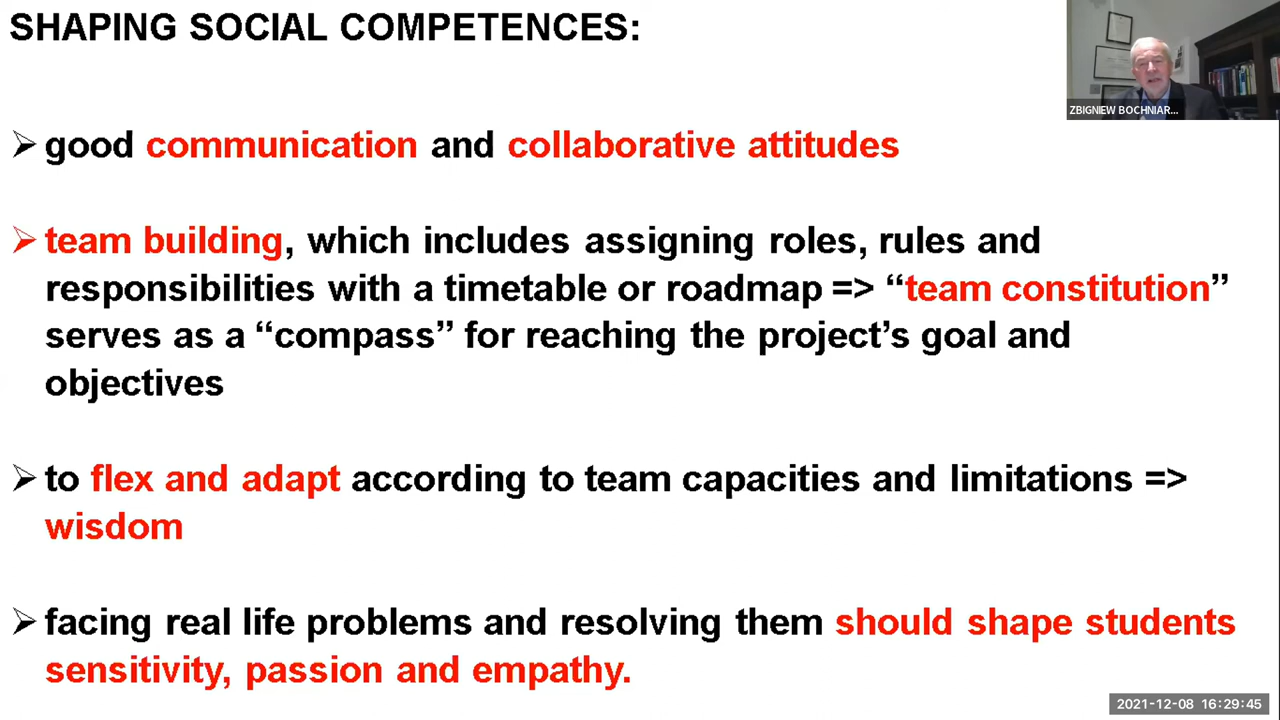 SHAPING SOCIAL COMPETENCES:
ZBIGNIEW BOCHNIAR...
➢ good communication and collaborative attitudes
➢ team building, which includes assigning roles, rules and
responsibilities with a timetable or roadmap => “team constitution”
serves as a “compass” for reaching the project’s goal and
objectives
➢ to flex and adapt according to team capacities and limitations =>
wisdom
➢ facing real life problems and resolving them should shape students
sensitivity, passion and empathy.
2021-12-08 16:29:45